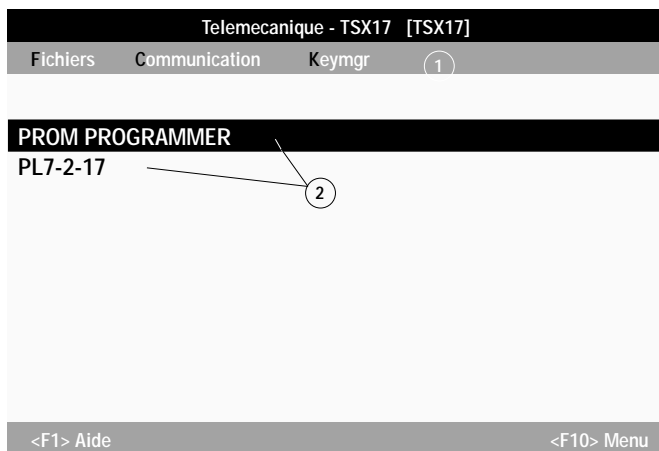 Telemecanique - TSX17 [TSX17]
Fichiers Communication Keymgr 1
PROM PROGRAMMER
PL7-2-17
2
<F1> Aide <F10> Menu